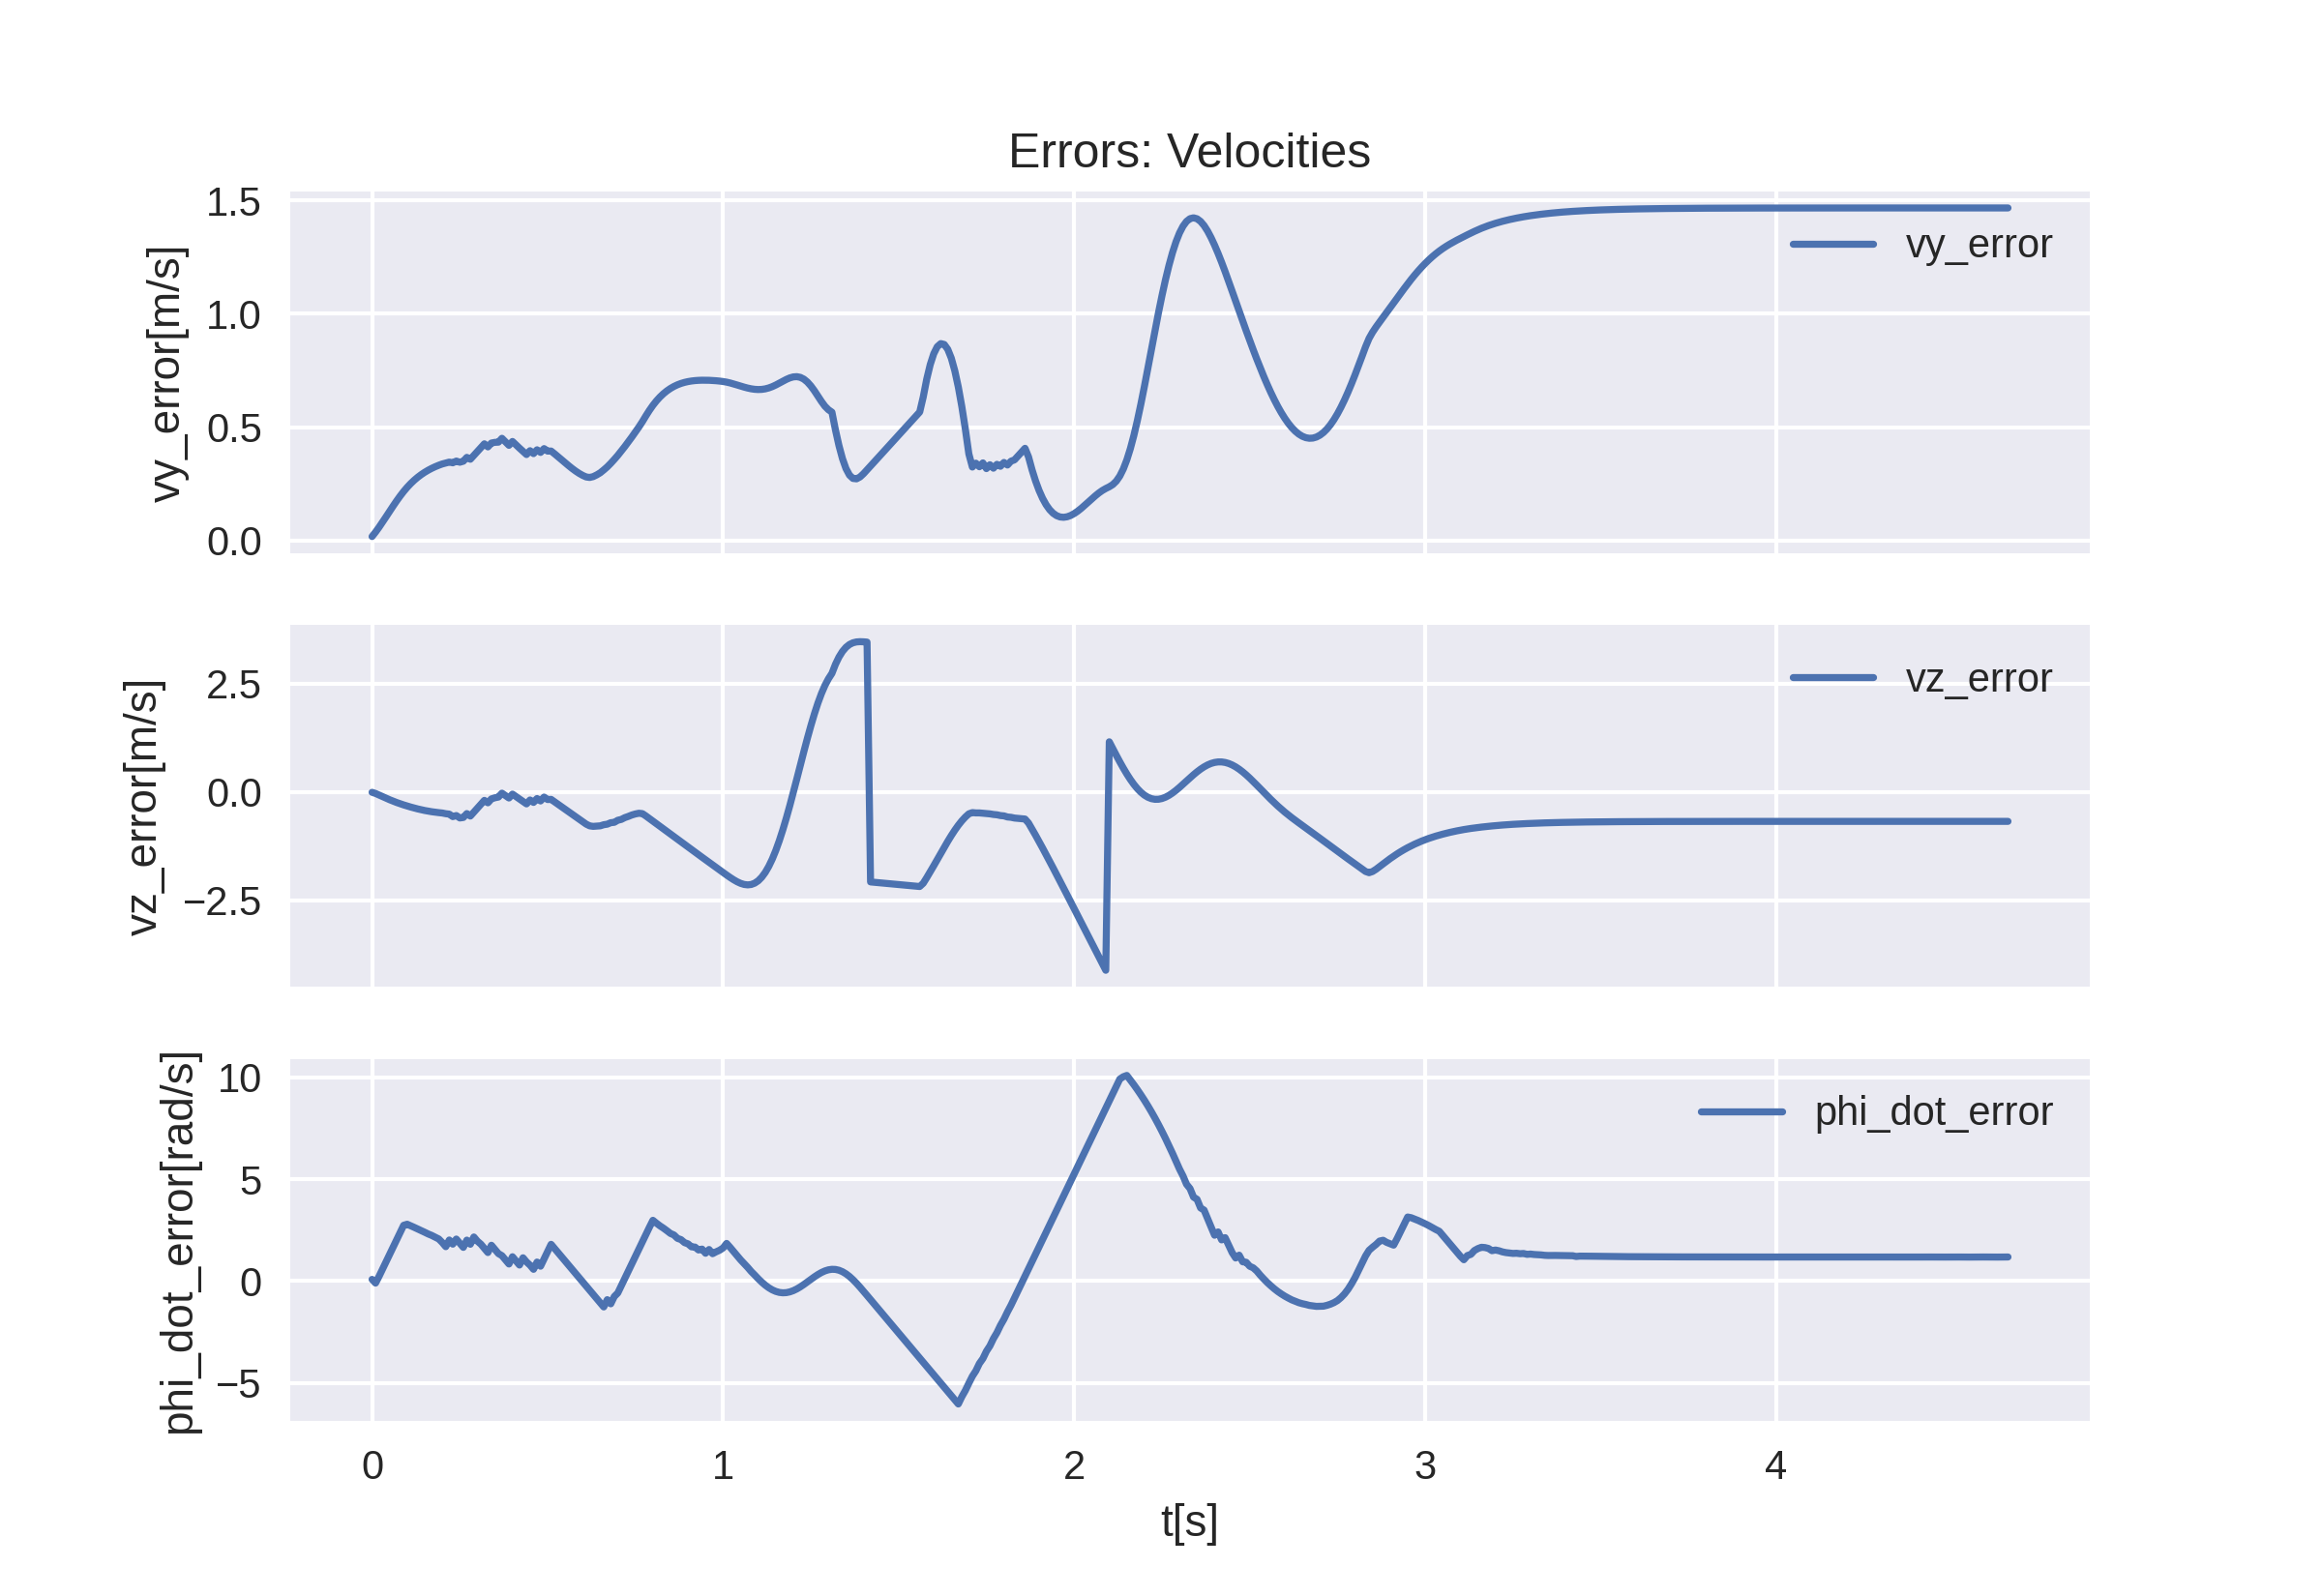 Errors: Velocities
vy_error[m/s]
1.5
1.0
0.5
0.0
vy_error
vz_error[m/s]
2.5
0.0
−2.5
vz_error
phi_dot_error[rad/s]
10
5
0
−5
phi_dot_error
0 1 2 3 4
t[s]